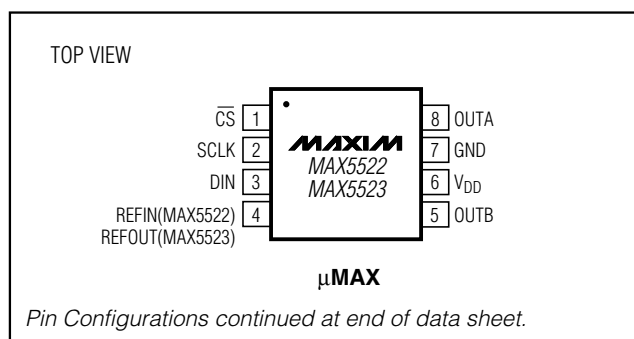 TOP VIEW
CS 1
SCLK 2
DIN 3
REFIN(MAX5522) 4
REFOUT(MAX5523)
MAXIM
MAX5522
MAX5523
8 OUTA
7 GND
6 VDD
5 OUTB
µMAX
Pin Configurations continued at end of data sheet.